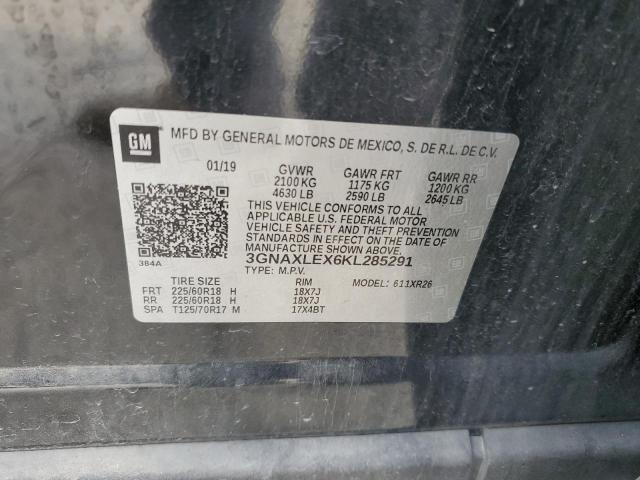 GM
MFD BY GENERAL MOTORS DE MEXICO, S. DE R.L. DE C.V.
01/19 GVWR GAWR FRT GAWR RR
2100 KG 1175 KG 1200 KG
4630 LB 2590 LB 2645 LB
THIS VEHICLE CONFORMS TO ALL
APPLICABLE U.S. FEDERAL MOTOR
VEHICLE SAFETY AND THEFT PREVENTION
STANDARDS IN EFFECT ON THE DATE OF
MANUFACTURE SHOWN ABOVE.
384A 3GNAXLEX6KL285291
TYPE: M.P.V.
TIRE SIZE RIM MODEL: 611XR26
FRT 225/60R18 H 18X7J
RR 225/60R18 H 18X7J
SPA T125/70R17 M 17X4BT